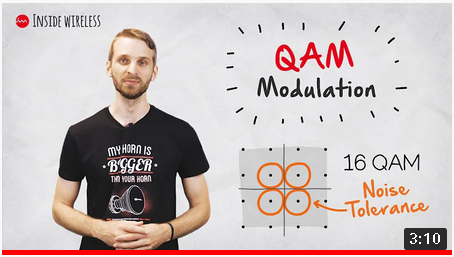 INSIDE WIRELESS
QAM
Modulation
MY HORN IS
BIGGER
THAN YOUR HORN
16 QAM
Noise
Tolerance
3:10